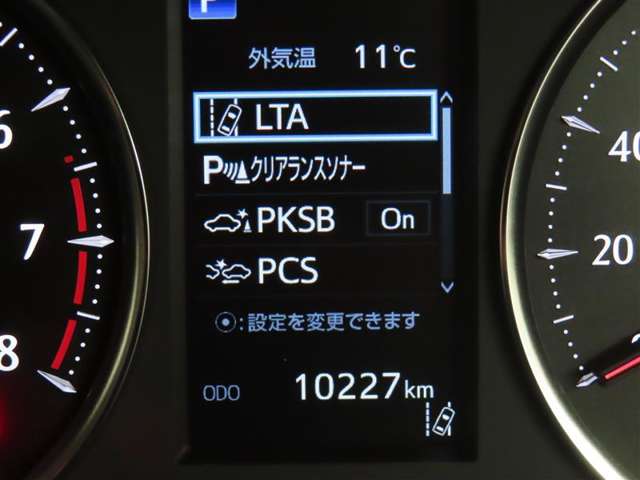 P
外気温 11℃
LTA
P クリアランスソナー
PKSB On
PCS
:設定を変更できます
ODO 10227km
6
7
8
40
20